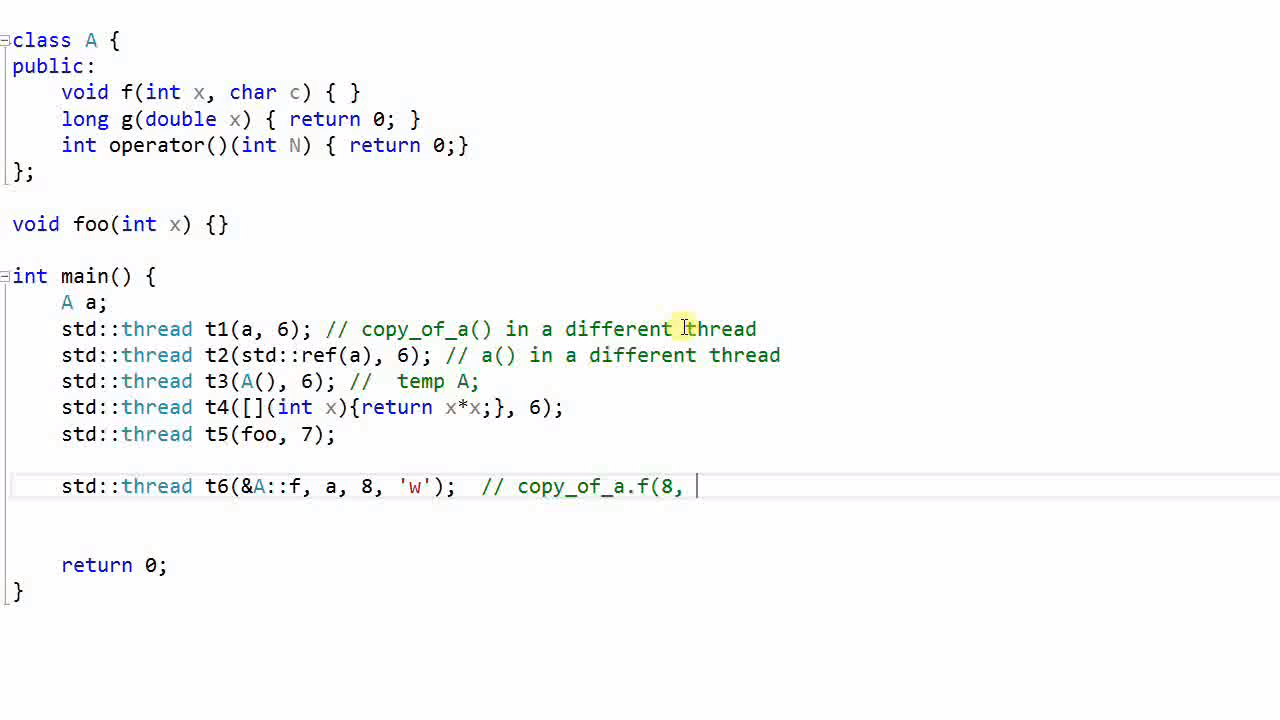 class A {
public:
    void f(int x, char c) { }
    long g(double x) { return 0; }
    int operator()(int N) { return 0;}
};
void foo(int x) {}
int main() {
    A a;
    std::thread t1(a, 6); // copy_of_a() in a different thread
    std::thread t2(std::ref(a), 6); // a() in a different thread
    std::thread t3(A(), 6); //  temp A;
    std::thread t4([](int x){return x*x;}, 6);
    std::thread t5(foo, 7);
    std::thread t6(&A::f, a, 8, 'w');  // copy_of_a.f(8,
    return 0;
}